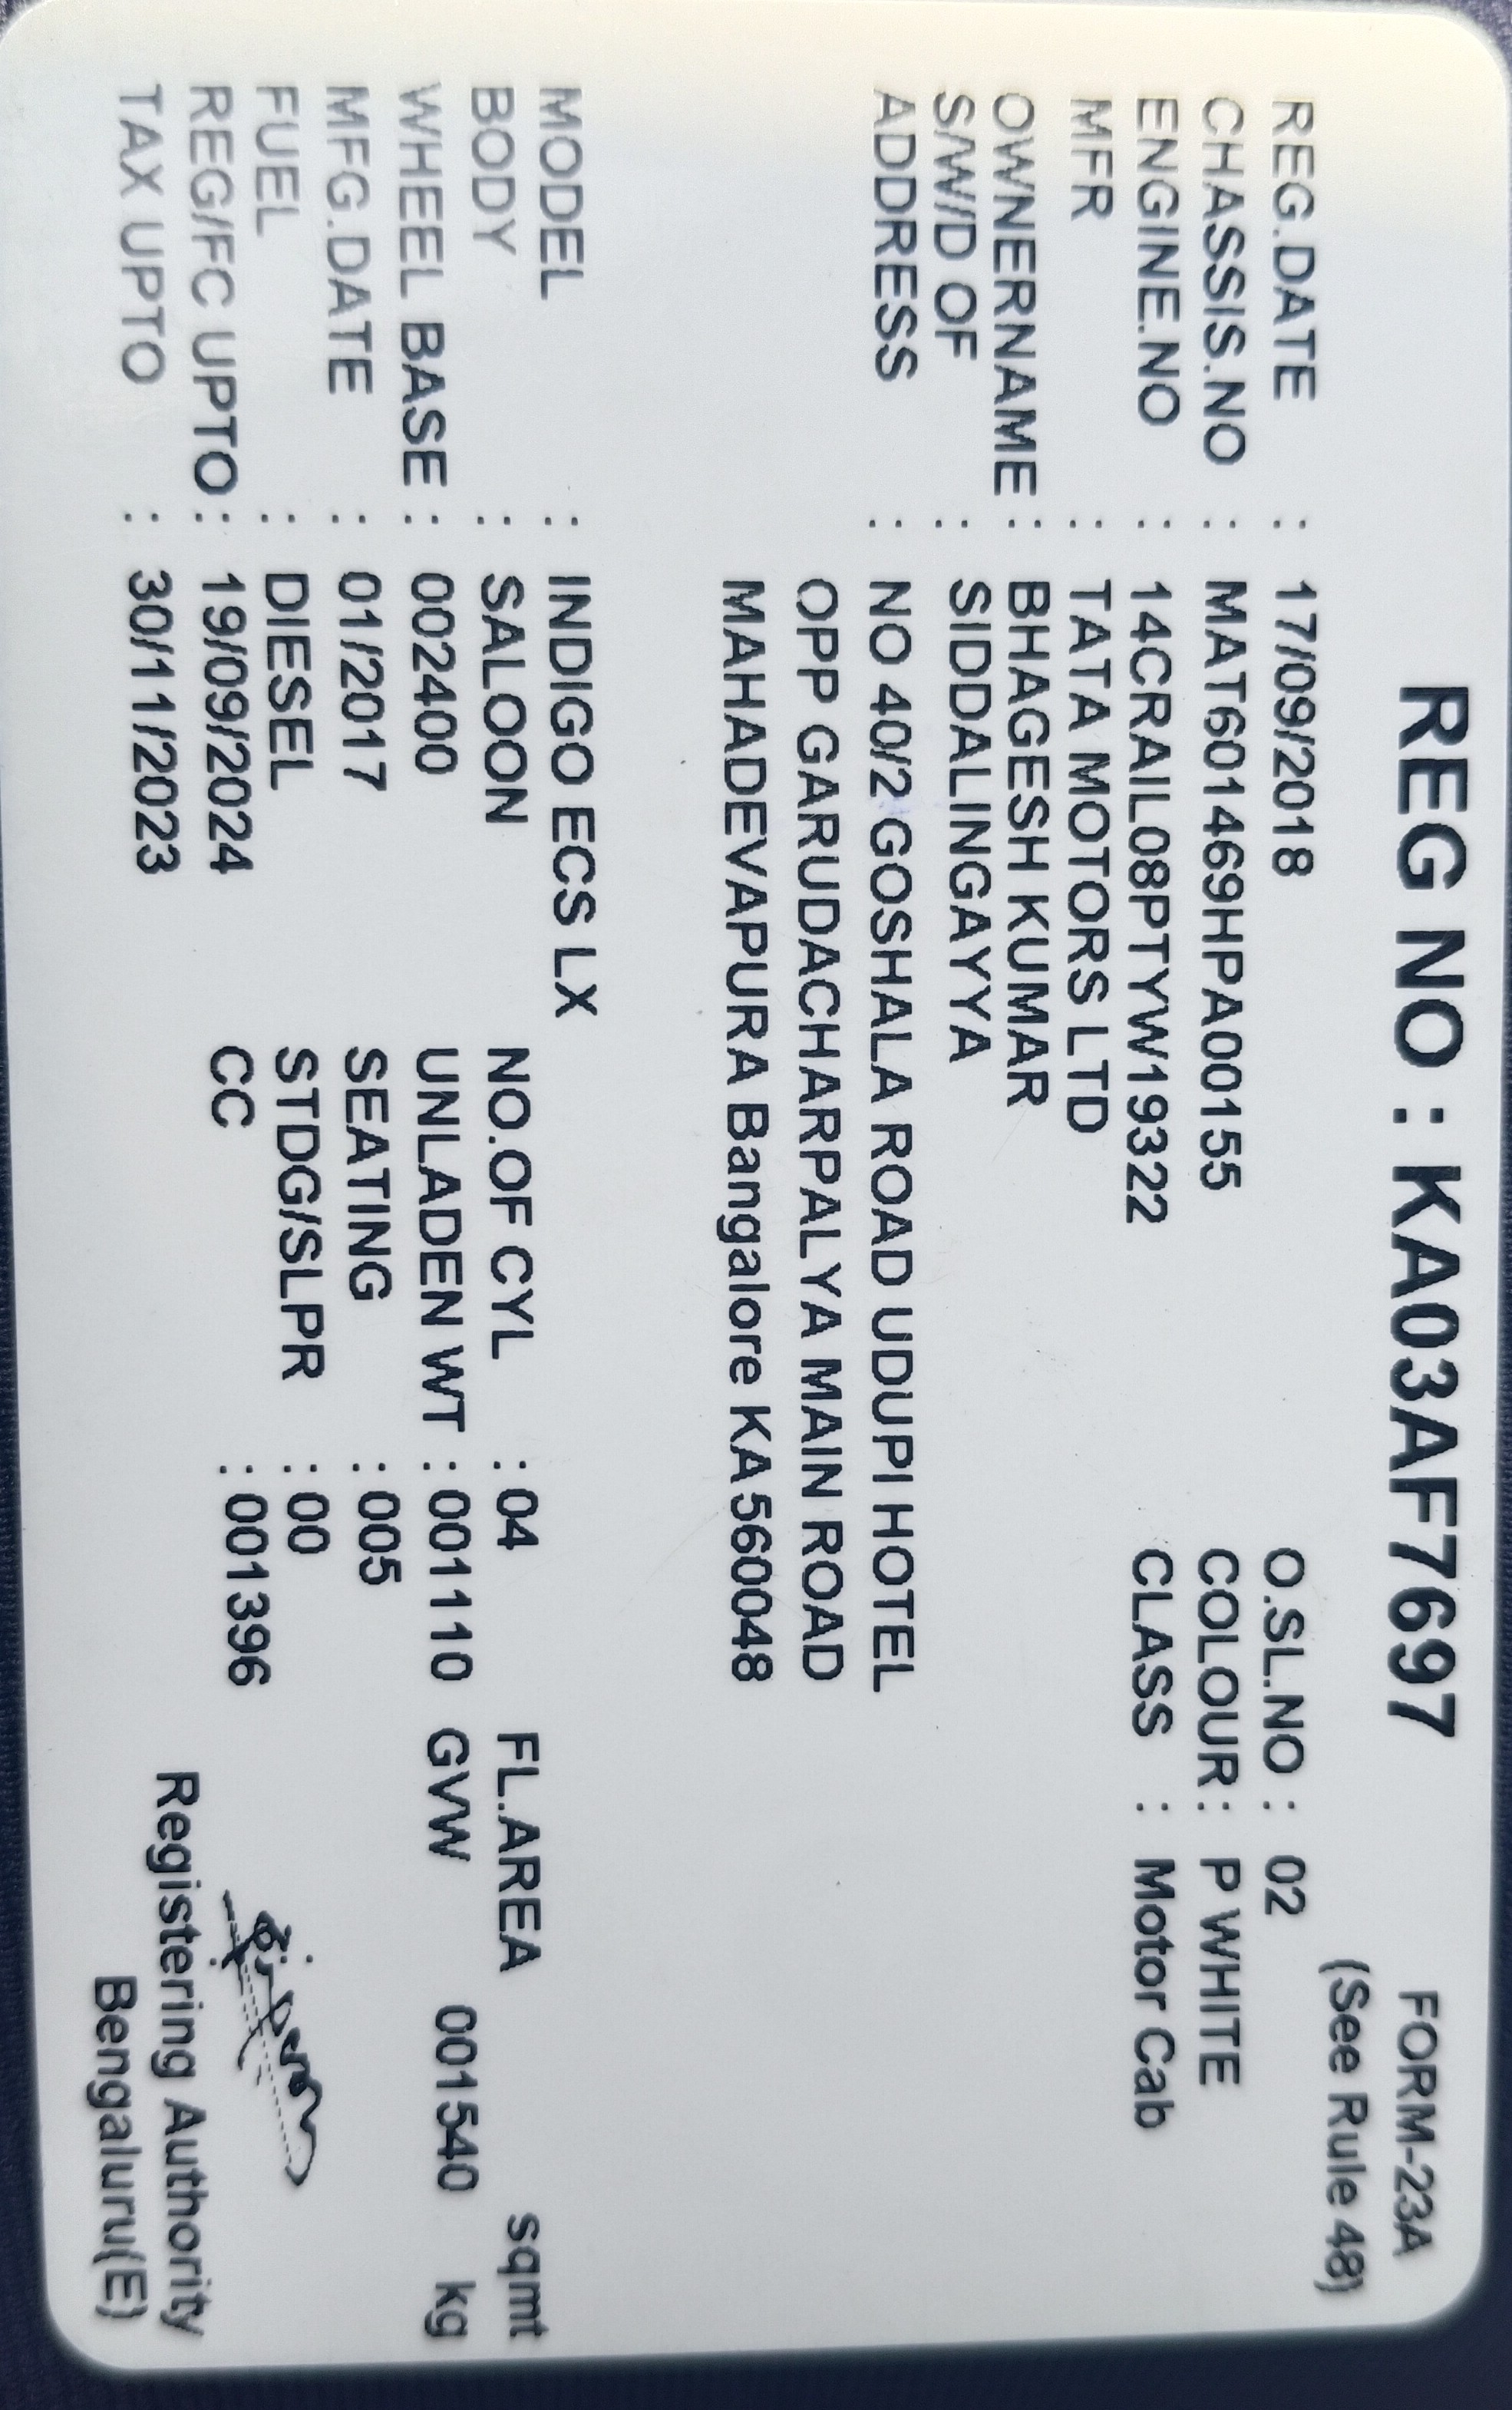 FORM-23A
REG NO : KA03AF7697
(See Rule 48)
REG.DATE : 17/09/2018 O.SL.NO : 02
CHASSIS.NO : MAT601469HPA00155 COLOUR : P WHITE
ENGINE.NO : 14CRAIL08PTYW19322 CLASS : Motor Cab
MFR : TATA MOTORS LTD
OWNERNAME : BHAGESH KUMAR
S/W/D OF : SIDDALINGAYYA
ADDRESS : NO 40/2 GOSHALA ROAD UDUPI HOTEL
OPP GARUDACHARPALYA MAIN ROAD
MAHADEVAPURA Bangalore KA 560048
MODEL : INDIGO ECS LX
BODY : SALOON NO.OF CYL : 04 FL.AREA sqmt
WHEEL BASE : 002400 UNLADEN WT : 001110 GVW 001540 kg
MFG.DATE : 01/2017 SEATING : 005
FUEL : DIESEL STDG/SLPR : 00
REG/FC UPTO : 19/09/2024 CC : 001396
TAX UPTO : 30/11/2023
Registering Authority
Bengaluru(E)